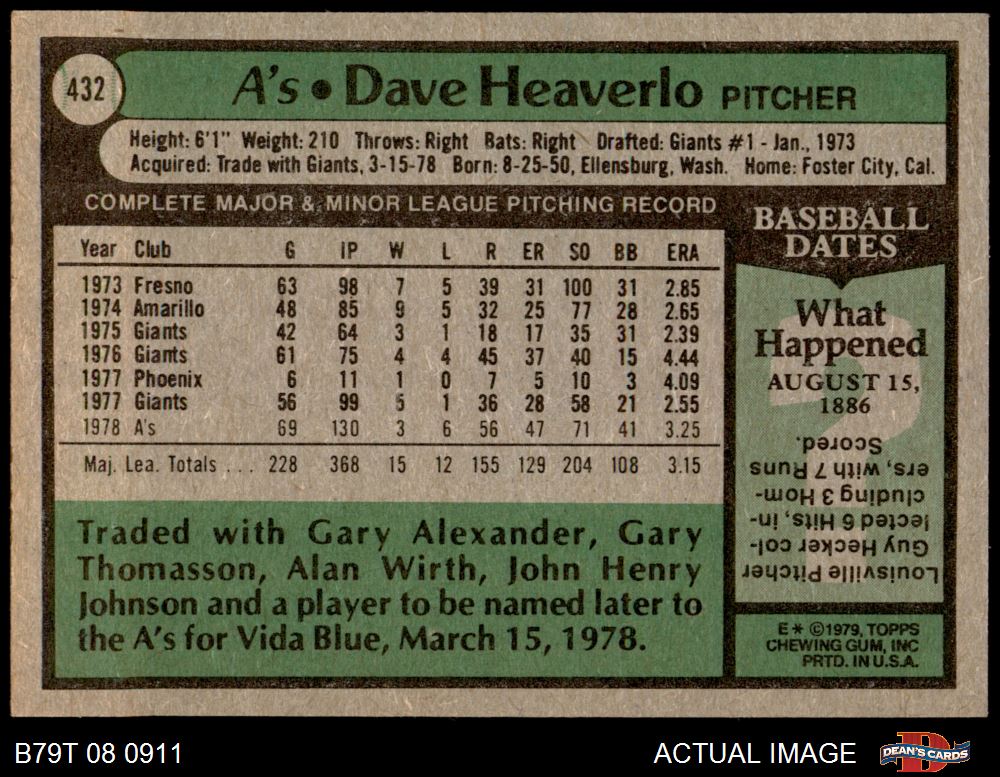 432
A's • Dave Heaverlo PITCHER
Height: 6'1" Weight: 210 Throws: Right Bats: Right Drafted: Giants #1 - Jan., 1973
Acquired: Trade with Giants, 3-15-78 Born: 8-25-50, Ellensburg, Wash. Home: Foster City, Cal.
COMPLETE MAJOR & MINOR LEAGUE PITCHING RECORD
Year Club G IP W L R ER SO BB ERA
1973 Fresno 63 98 7 5 39 31 100 31 2.85
1974 Amarillo 48 85 9 5 32 25 77 28 2.65
1975 Giants 42 64 3 1 18 17 35 31 2.39
1976 Giants 61 75 4 4 45 37 40 15 4.44
1977 Phoenix 6 11 1 0 7 5 10 3 4.09
1977 Giants 56 99 5 1 36 28 58 21 2.55
1978 A's 69 130 3 6 56 47 71 41 3.25
Maj. Lea. Totals . . . 228 368 15 12 155 129 204 108 3.15
Traded with Gary Alexander, Gary
Thomasson, Alan Wirth, John Henry
Johnson and a player to be named later to
the A's for Vida Blue, March 15, 1978.
BASEBALL
DATES
What
Happened
AUGUST 15,
1886
Louisville Pitcher
Guy Hecker col-
lected 6 Hits, in-
cluding 3 Hom-
ers, with 7 Runs
Scored.
E* ©1979, TOPPS
CHEWING GUM, INC
PRTD. IN U.S.A.
B79T 08 0911
ACTUAL IMAGE
DEAN'S CARDS